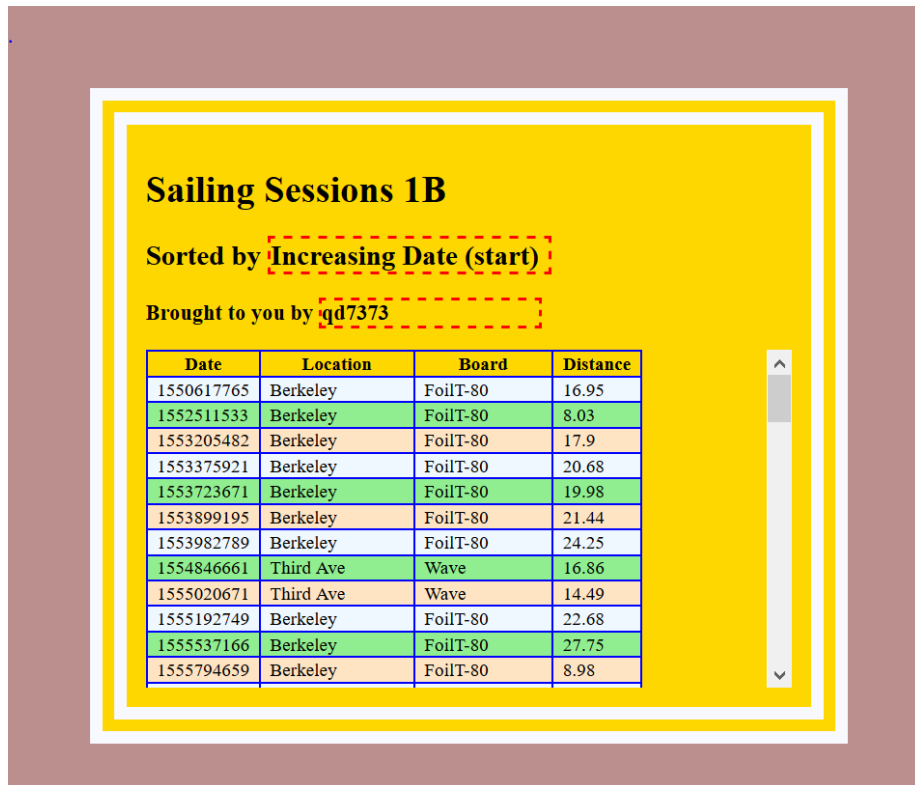 Sailing Sessions 1B
Sorted by Increasing Date (start)
Brought to you by qd7373
Date Location Board Distance
1550617765 Berkeley FoilT-80 16.95
1552511533 Berkeley FoilT-80 8.03
1553205482 Berkeley FoilT-80 17.9
1553375921 Berkeley FoilT-80 20.68
1553723671 Berkeley FoilT-80 19.98
1553899195 Berkeley FoilT-80 21.44
1553982789 Berkeley FoilT-80 24.25
1554846661 Third Ave Wave 16.86
1555020671 Third Ave Wave 14.49
1555192749 Berkeley FoilT-80 22.68
1555537166 Berkeley FoilT-80 27.75
1555794659 Berkeley FoilT-80 8.98